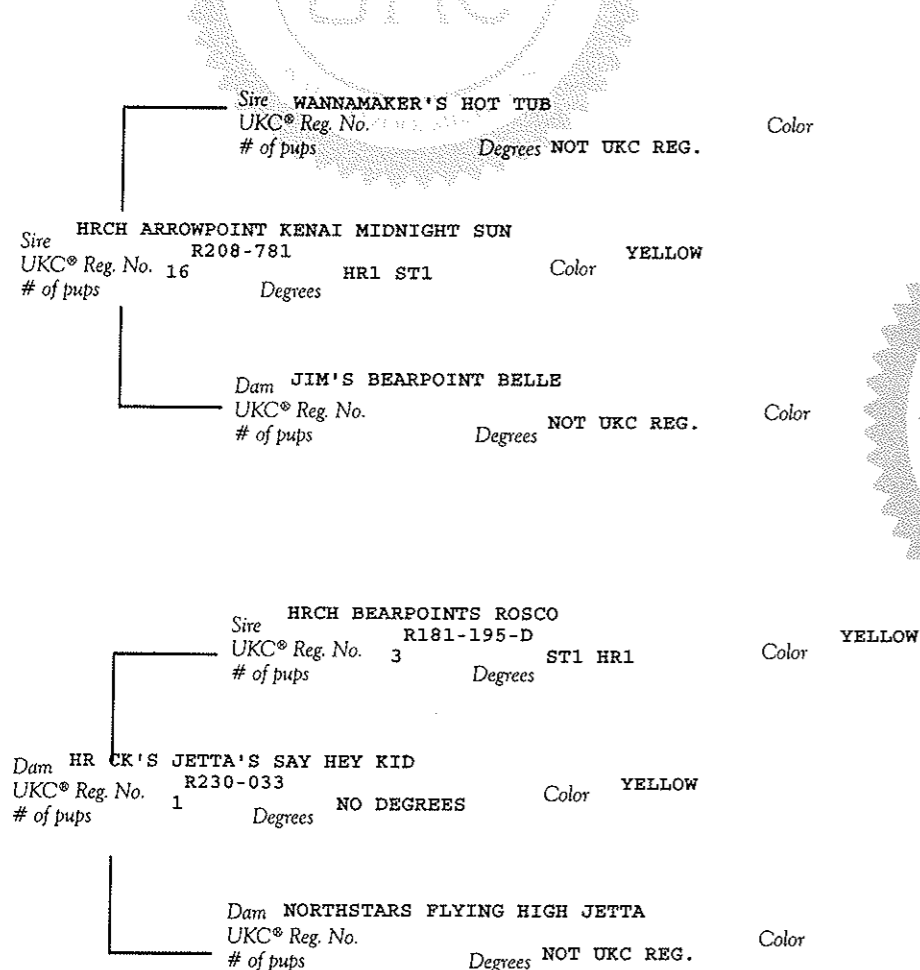 UKC
Sire WANNAMAKER'S HOT TUB
UKC® Reg. No.
# of pups Degrees NOT UKC REG. Color
Sire HRCH ARROWPOINT KENAI MIDNIGHT SUN
UKC® Reg. No. R208-781 YELLOW
# of pups 16 Degrees HR1 ST1 Color
Dam JIM'S BEARPOINT BELLE
UKC® Reg. No.
# of pups Degrees NOT UKC REG. Color
Sire HRCH BEARPOINTS ROSCO
UKC® Reg. No. R181-195-D YELLOW
# of pups 3 Degrees ST1 HR1 Color
Dam HR CK'S JETTA'S SAY HEY KID
UKC® Reg. No. R230-033 YELLOW
# of pups 1 Degrees NO DEGREES Color
Dam NORTHSTARS FLYING HIGH JETTA
UKC® Reg. No.
# of pups Degrees NOT UKC REG. Color